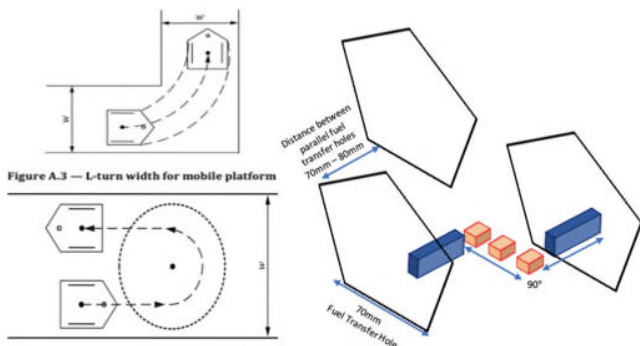 W
W
Figure A.3 — L-turn width for mobile platform
W
Distance between
parallel fuel
transfer holes
70mm – 80mm
90°
70mm
Fuel Transfer Hole